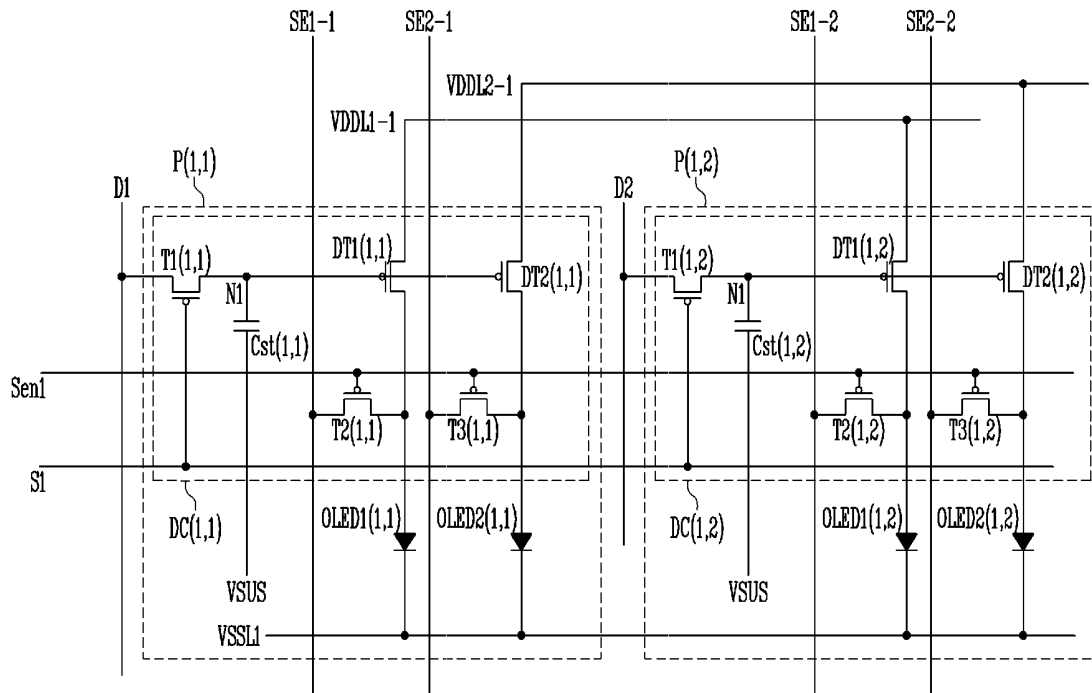 SE1-1 SE2-1 SE1-2 SE2-2
VDDL2-1
VDDL1-1
P(1,1) P(1,2)
D1 D2
T1(1,1) DT1(1,1) T1(1,2) DT1(1,2)
DT2(1,1) DT2(1,2)
N1 N1
Cst(1,1) Cst(1,2)
Sen1
T2(1,1) T3(1,1) T2(1,2) T3(1,2)
S1
DC(1,1) OLED1(1,1) OLED2(1,1) DC(1,2) OLED1(1,2) OLED2(1,2)
VSUS VSUS
VSSL1